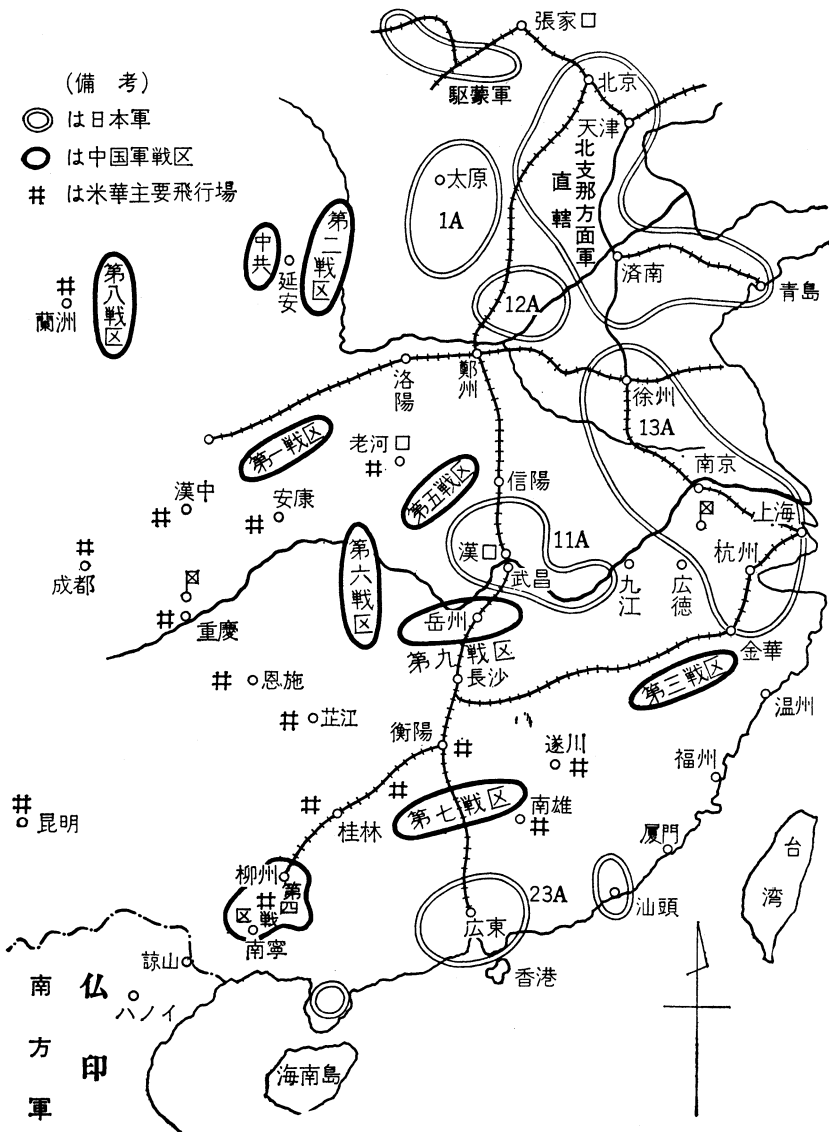 (備考)
は日本軍
は中国軍戦区
は米華主要飛行場
張家口
駆蒙軍
北京
天津
北支那方面軍
直轄
太原
1A
第二戦区
中共
延安
第八戦区
蘭洲
済南
青島
12A
洛陽
鄭州
徐州
13A
第一戦区
老河口
漢中
安康
第五戦区
信陽
南京
上海
11A
漢口
武昌
杭州
九江
広徳
成都
第六戦区
重慶
岳州
第九戦区
金華
長沙
恩施
第三戦区
温州
芷江
衡陽
遂川
福州
昆明
桂林
第七戦区
南雄
厦門
柳州
第四戦区
南寧
23A
広東
汕頭
台湾
香港
諒山
ハノイ
仏印
南方軍
海南島